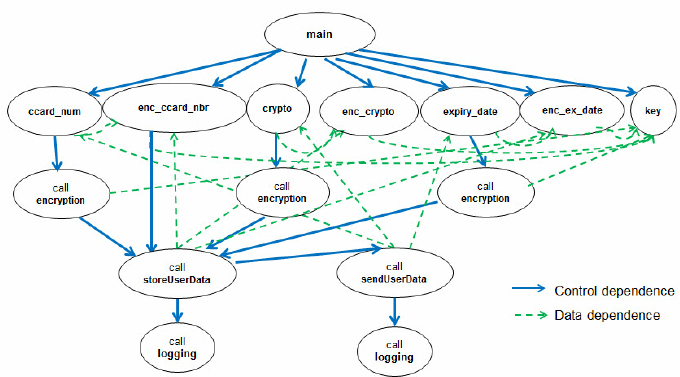 main
ccard_num
enc_ccard_nbr
crypto
enc_crypto
expiry_date
enc_ex_date
key
call
encryption
call
encryption
call
encryption
call
storeUserData
call
sendUserData
call
logging
call
logging
Control dependence
Data dependence